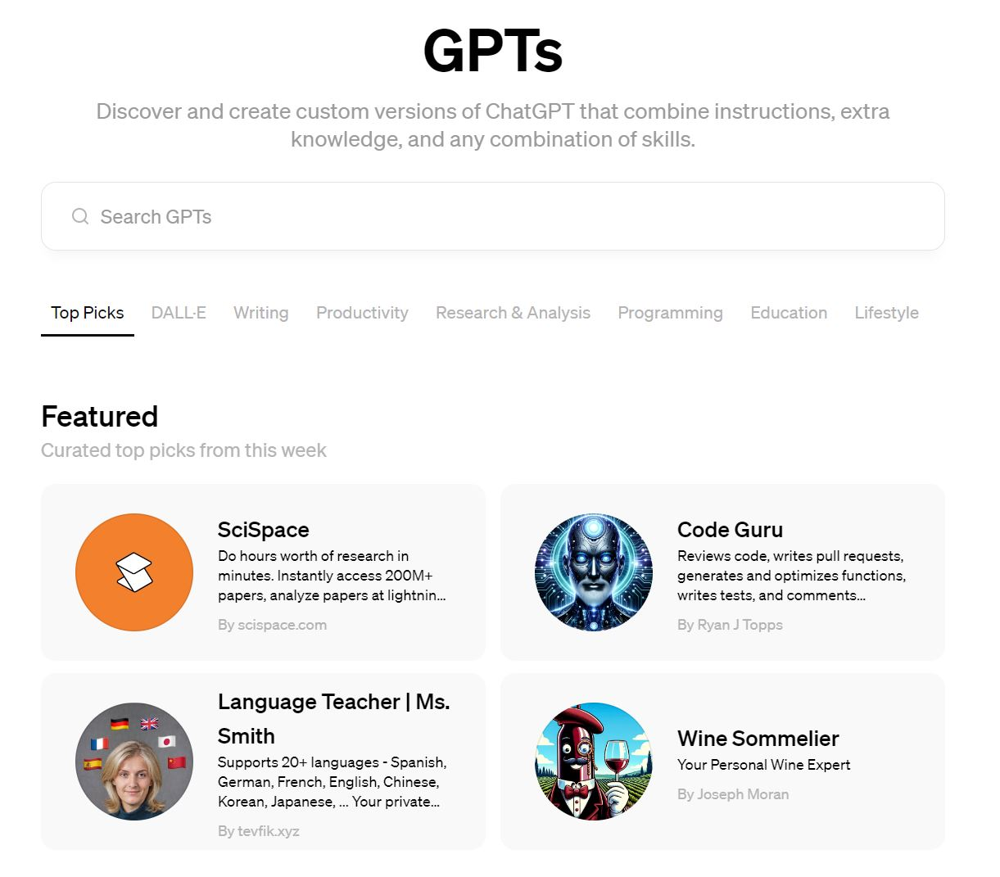 GPTs
Discover and create custom versions of ChatGPT that combine instructions, extra
knowledge, and any combination of skills.
Search GPTs
Top Picks DALL·E Writing Productivity Research & Analysis Programming Education Lifestyle
Featured
Curated top picks from this week
SciSpace
Do hours worth of research in
minutes. Instantly access 200M+
papers, analyze papers at lightnin...
By scispace.com
Code Guru
Reviews code, writes pull requests,
generates and optimizes functions,
writes tests, and comments...
By Ryan J Topps
Language Teacher | Ms.
Smith
Supports 20+ languages - Spanish,
German, French, English, Chinese,
Korean, Japanese, ... Your private...
By tevfik.xyz
Wine Sommelier
Your Personal Wine Expert
By Joseph Moran